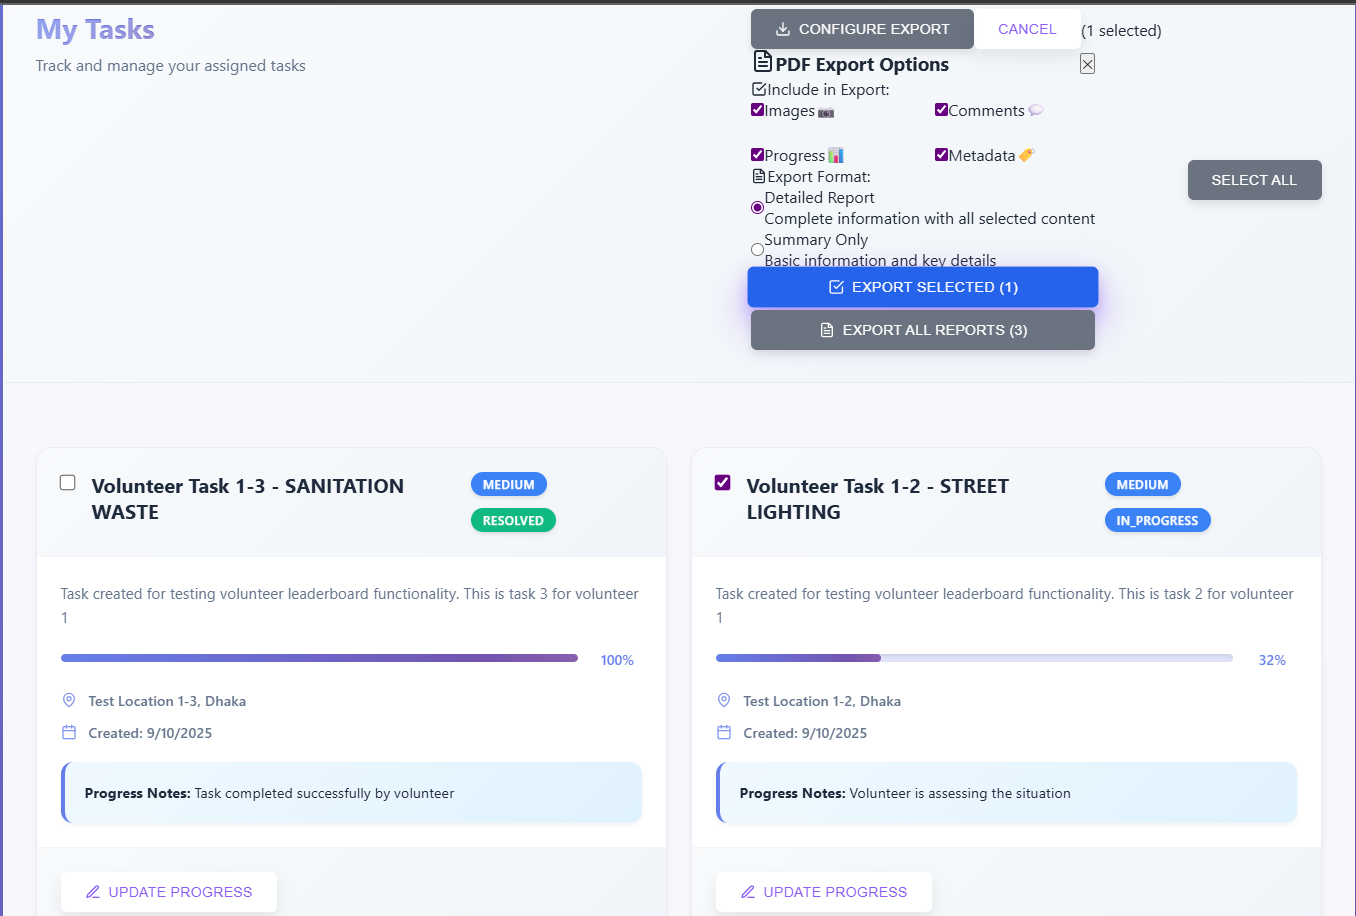 My Tasks
Track and manage your assigned tasks
CONFIGURE EXPORT
CANCEL
(1 selected)
PDF Export Options
Include in Export:
Images
Comments
Progress
Metadata
Export Format:
Detailed Report
Complete information with all selected content
Summary Only
Basic information and key details
EXPORT SELECTED (1)
EXPORT ALL REPORTS (3)
SELECT ALL
Volunteer Task 1-3 - SANITATION
WASTE
MEDIUM
RESOLVED
Task created for testing volunteer leaderboard functionality. This is task 3 for volunteer
1
100%
Test Location 1-3, Dhaka
Created: 9/10/2025
Progress Notes: Task completed successfully by volunteer
UPDATE PROGRESS
Volunteer Task 1-2 - STREET
LIGHTING
MEDIUM
IN_PROGRESS
Task created for testing volunteer leaderboard functionality. This is task 2 for volunteer
1
32%
Test Location 1-2, Dhaka
Created: 9/10/2025
Progress Notes: Volunteer is assessing the situation
UPDATE PROGRESS